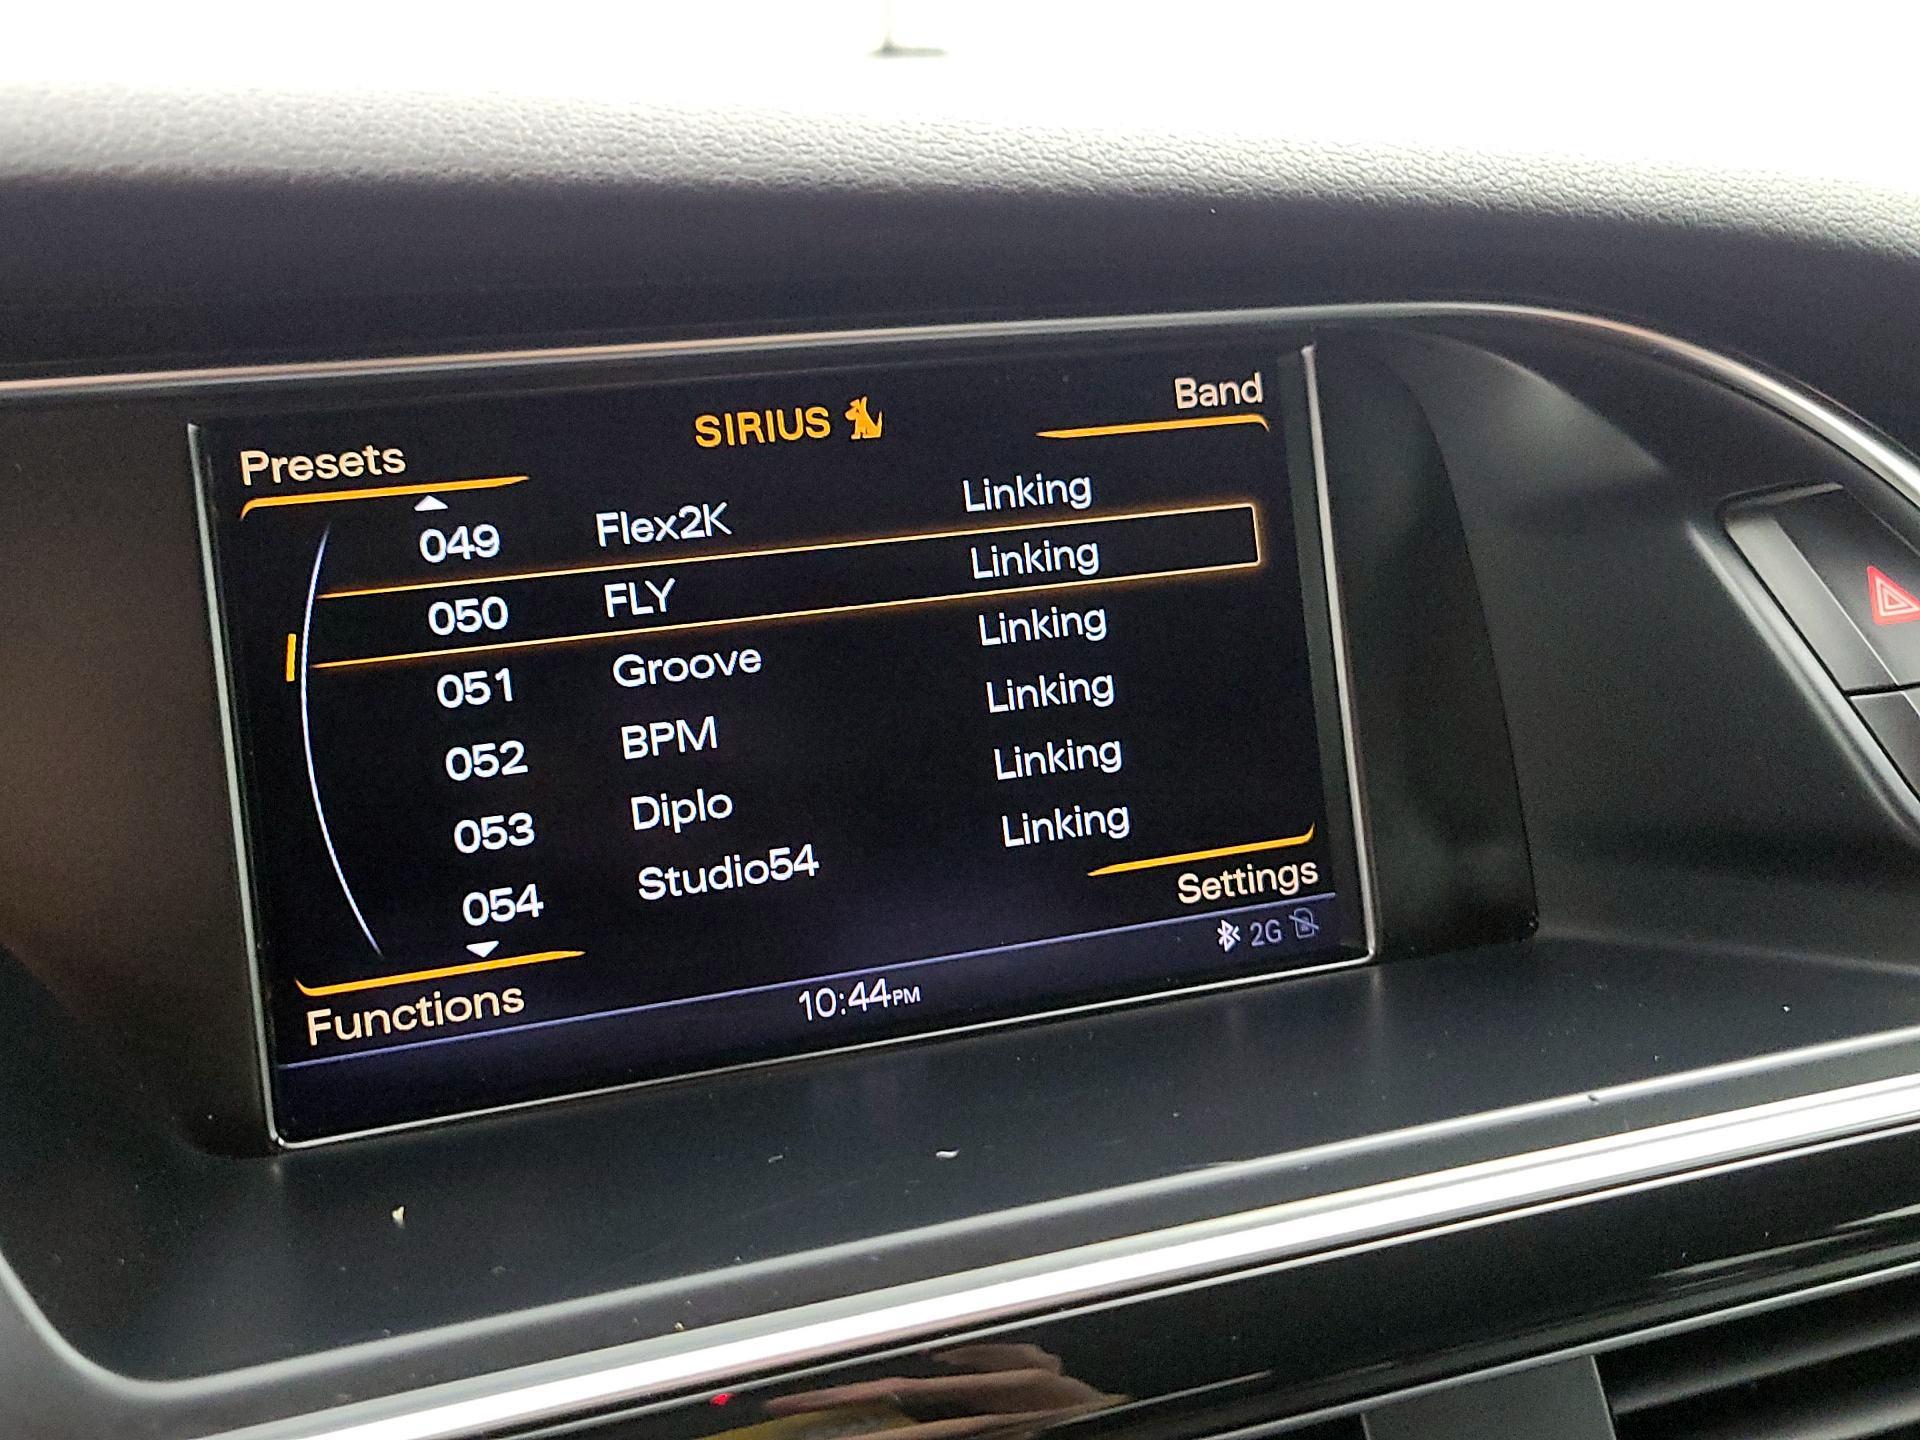 SIRIUS
Band
Presets
049 Flex2K Linking
050 FLY Linking
051 Groove Linking
052 BPM Linking
053 Diplo Linking
054 Studio54 Linking
Settings
2G
Functions
10:44PM